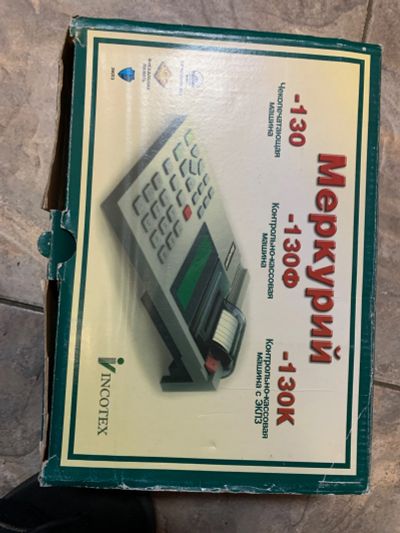 Меркурий
-130
Чекопечатающая
машина
-130Ф
Контрольно-кассовая
машина
-130К
Контрольно-кассовая
машина с ЭКЛЗ
INCOTEX